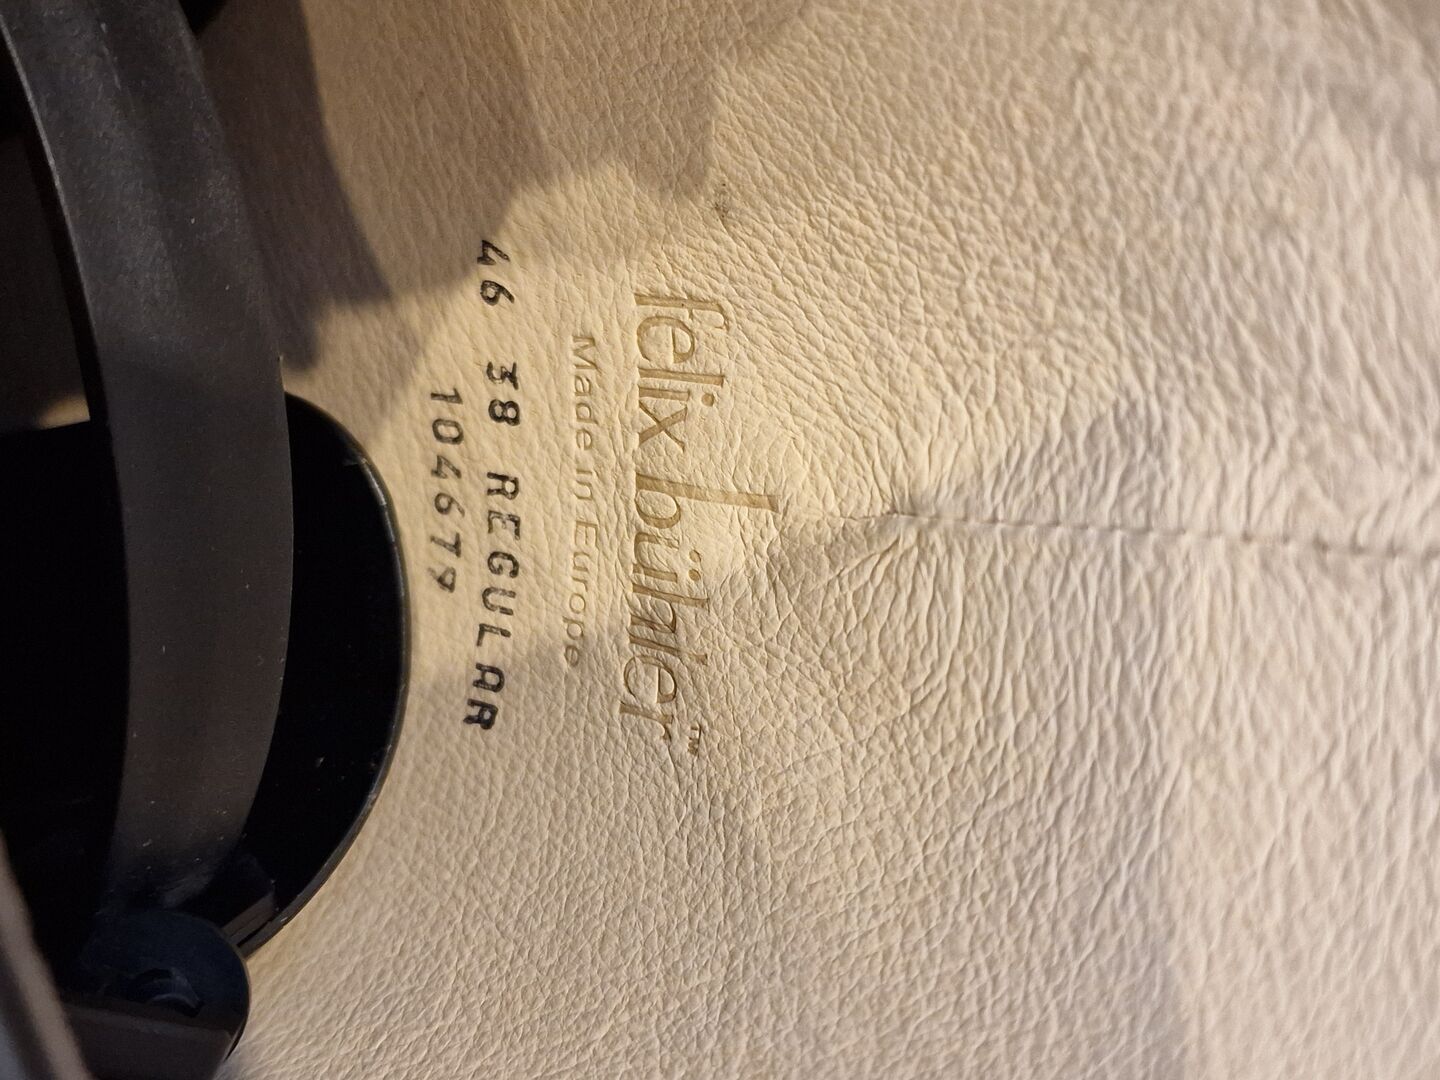 felix bühler™
Made in Europe
46 38 REGULAR
104679